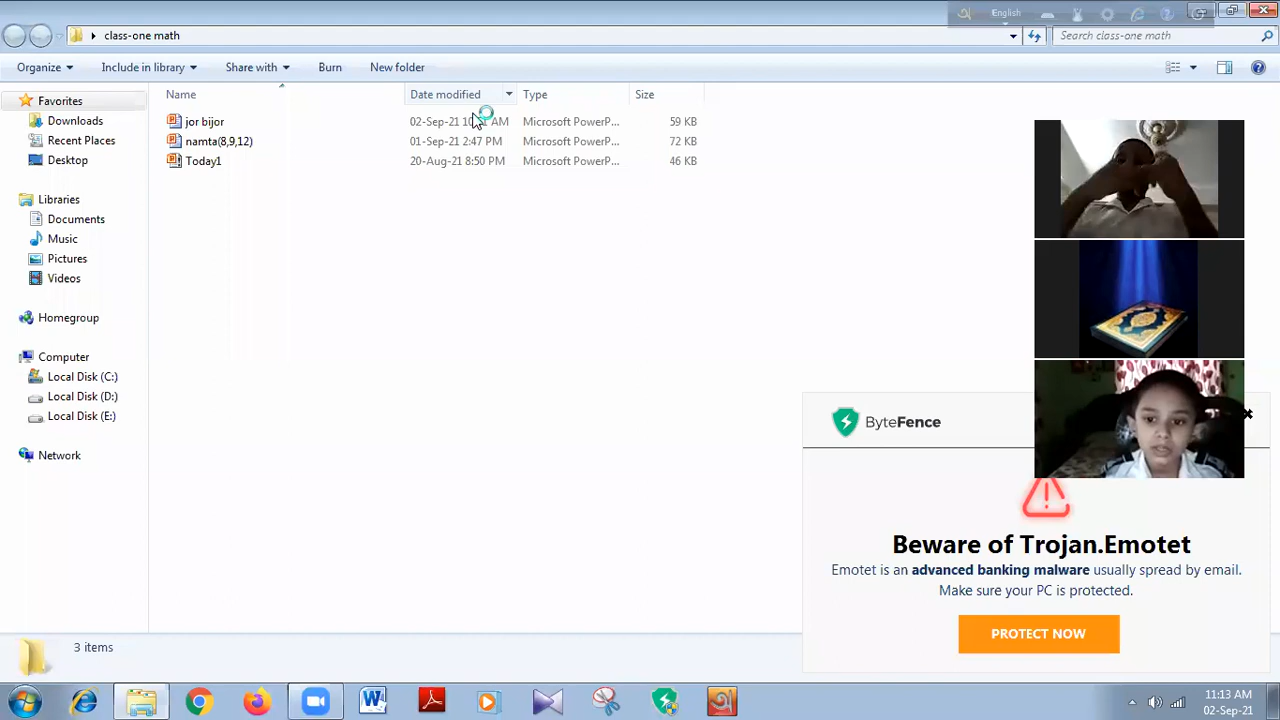 অ English
class-one math
Search class-one math
Organize Include in library Share with Burn New folder
Name Date modified Type Size
jor bijor 02-Sep-21 AM Microsoft PowerP... 59 KB
namta(8,9,12) 01-Sep-21 2:47 PM Microsoft PowerP... 72 KB
Today1 20-Aug-21 8:50 PM Microsoft PowerP... 46 KB
Favorites
Downloads
Recent Places
Desktop
Libraries
Documents
Music
Pictures
Videos
Homegroup
Computer
Local Disk (C:)
Local Disk (D:)
Local Disk (E:)
Network
ByteFence
Beware of Trojan.Emotet
Emotet is an advanced banking malware usually spread by email.
Make sure your PC is protected.
PROTECT NOW
3 items
অ
11:13 AM
02-Sep-21